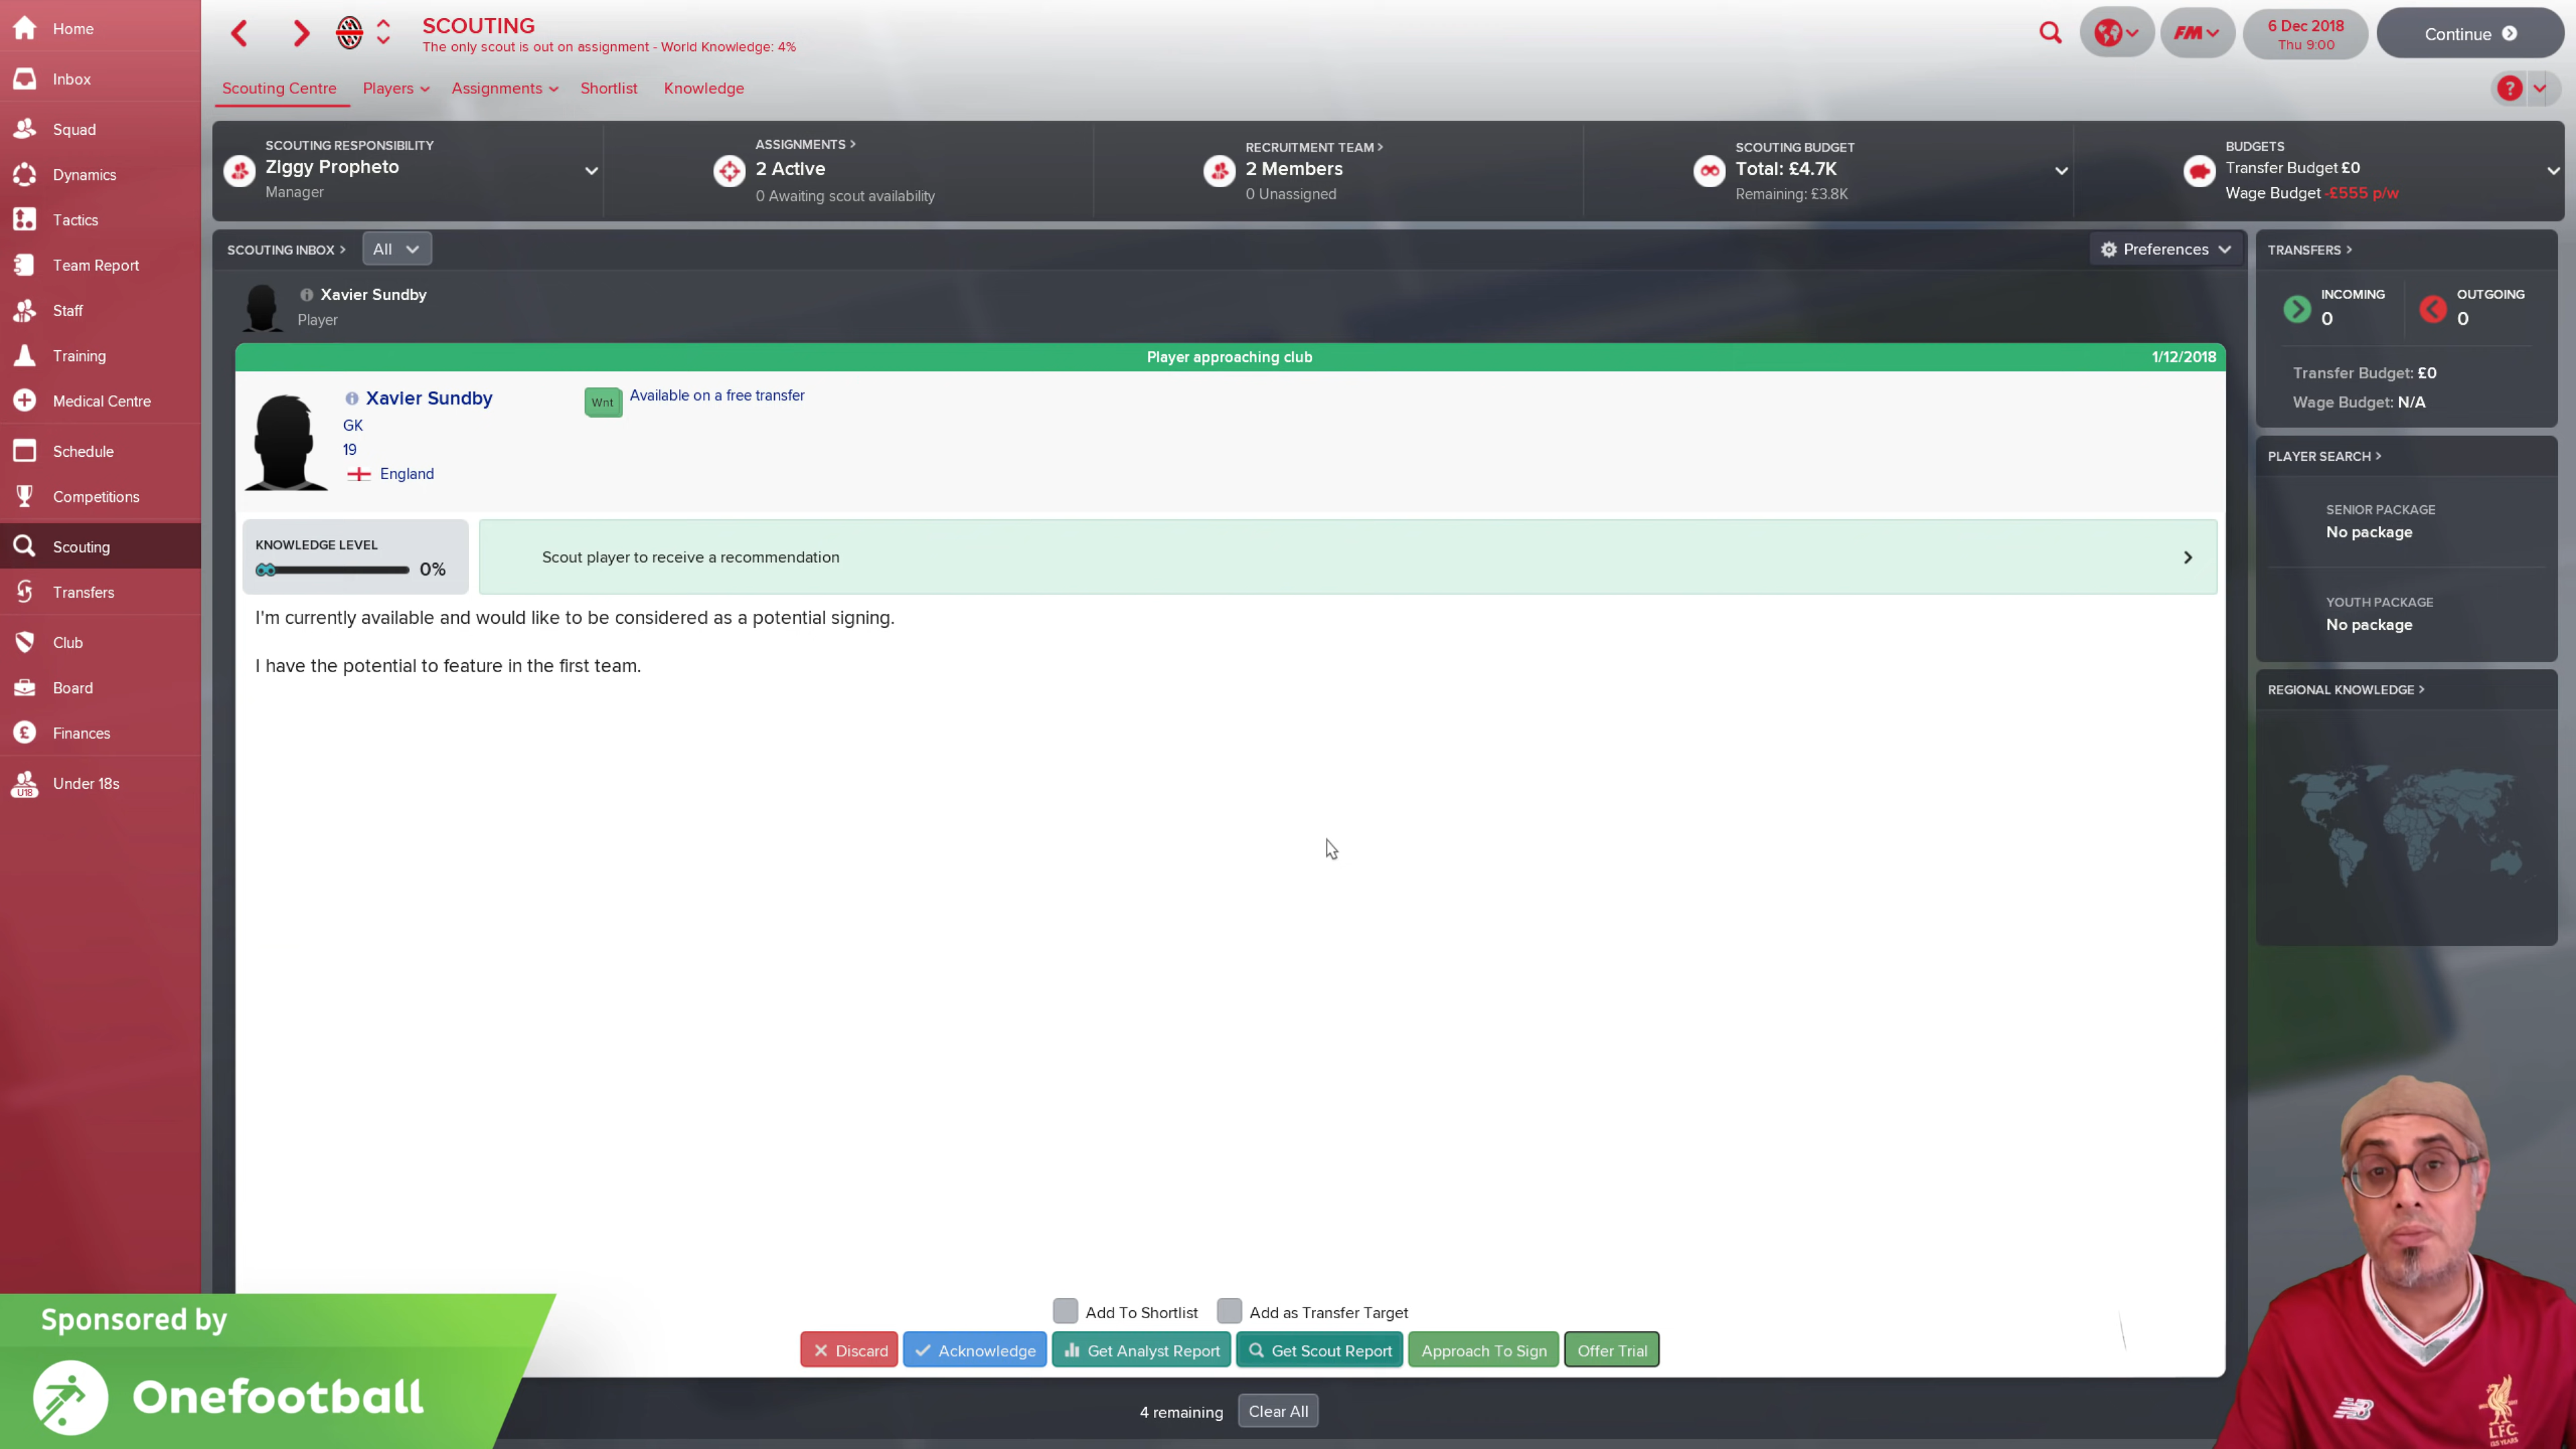 Home
Inbox
Squad
Dynamics
Tactics
Team Report
Staff
Training
Medical Centre
Schedule
Competitions
Scouting
Transfers
Club
Board
Finances
U18
Under 18s
SCOUTING
The only scout is out on assignment - World Knowledge: 4%
FM
6 Dec 2018
Thu 9:00
Continue
Scouting Centre
Players
Assignments
Shortlist
Knowledge
?
SCOUTING RESPONSIBILITY
Ziggy Propheto
Manager
ASSIGNMENTS >
2 Active
0 Awaiting scout availability
RECRUITMENT TEAM >
2 Members
0 Unassigned
SCOUTING BUDGET
Total: £4.7K
Remaining: £3.8K
BUDGETS
Transfer Budget £0
Wage Budget -£555 p/w
SCOUTING INBOX >
All
Preferences
Xavier Sundby
Player
Player approaching club
1/12/2018
Xavier Sundby
GK
19
England
Wnt
Available on a free transfer
KNOWLEDGE LEVEL
0%
Scout player to receive a recommendation
I'm currently available and would like to be considered as a potential signing.
I have the potential to feature in the first team.
Add To Shortlist
Add as Transfer Target
Discard
Acknowledge
Get Analyst Report
Get Scout Report
Approach To Sign
Offer Trial
4 remaining
Clear All
TRANSFERS >
INCOMING
0
OUTGOING
0
Transfer Budget: £0
Wage Budget: N/A
PLAYER SEARCH >
SENIOR PACKAGE
No package
YOUTH PACKAGE
No package
REGIONAL KNOWLEDGE >
Sponsored by
Onefootball
NB
LFC